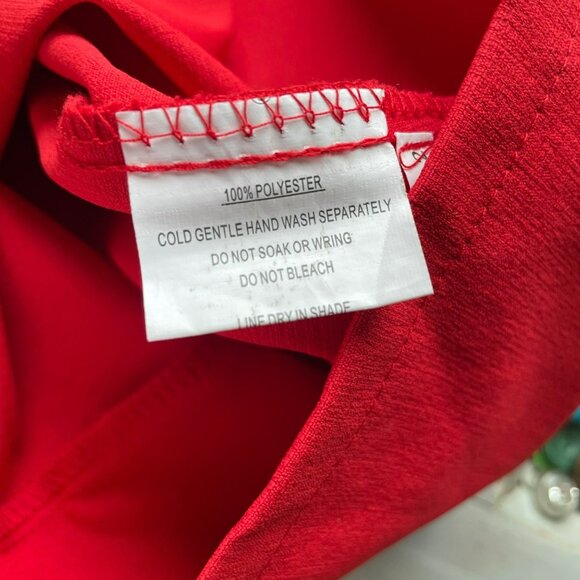 100% POLYESTER
COLD GENTLE HAND WASH SEPARATELY
DO NOT SOAK OR WRING
DO NOT BLEACH
LINE DRY IN SHADE